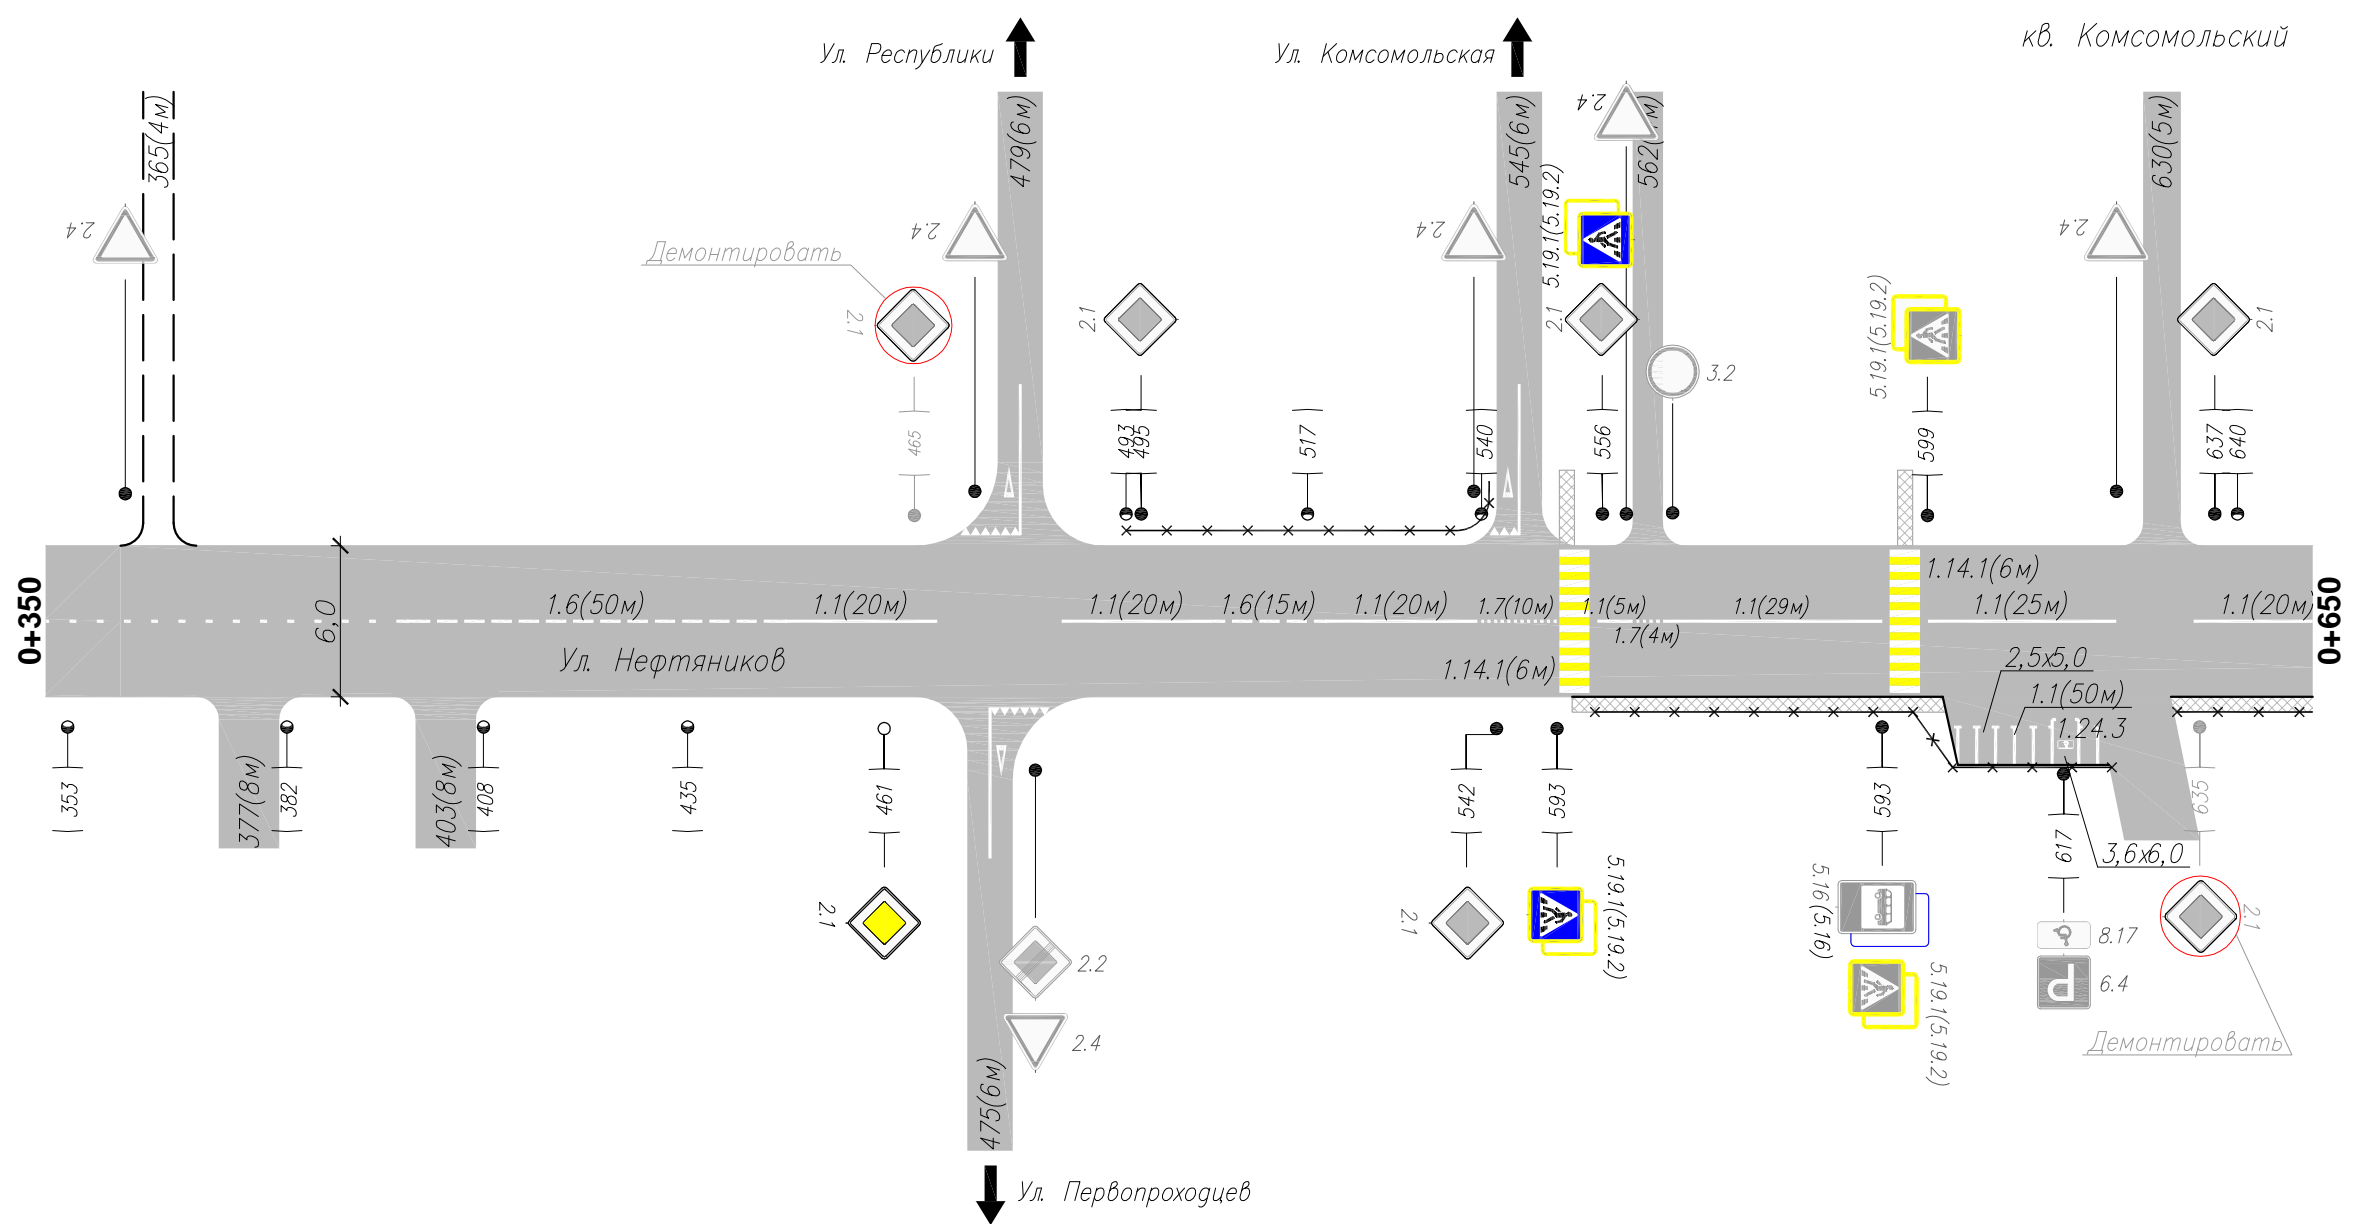 Ул. Республики
Ул. Комсомольская
кв. Комсомольский
365(4м)
479(6м)
545(6м)
562
630(5м)
2.4
2.4
2.4
2.4
2.4
Демонтировать
2.1
2.1
5.19.1(5.19.2)
2.1
3.2
5.19.1(5.19.2)
2.1
465
493
495
517
540
556
599
637
640
0+350
6,0
1.6(50м)
1.1(20м)
1.1(20м)
1.6(15м)
1.1(20м)
1.7(10м)
1.1(5м)
1.7(4м)
1.1(29м)
1.14.1(6м)
1.1(25м)
1.1(20м)
0+650
Ул. Нефтяников
1.14.1(6м)
2,5х5,0
1.1(50м)
1.24.3
353
377(8м)
382
403(8м)
408
435
461
542
593
593
617
635
3,6х6,0
2.1
2.1
5.19.1(5.19.2)
5.16(5.16)
5.19.1(5.19.2)
2.2
2.4
8.17
P
6.4
2.1
Демонтировать
475(6м)
Ул. Первопроходцев